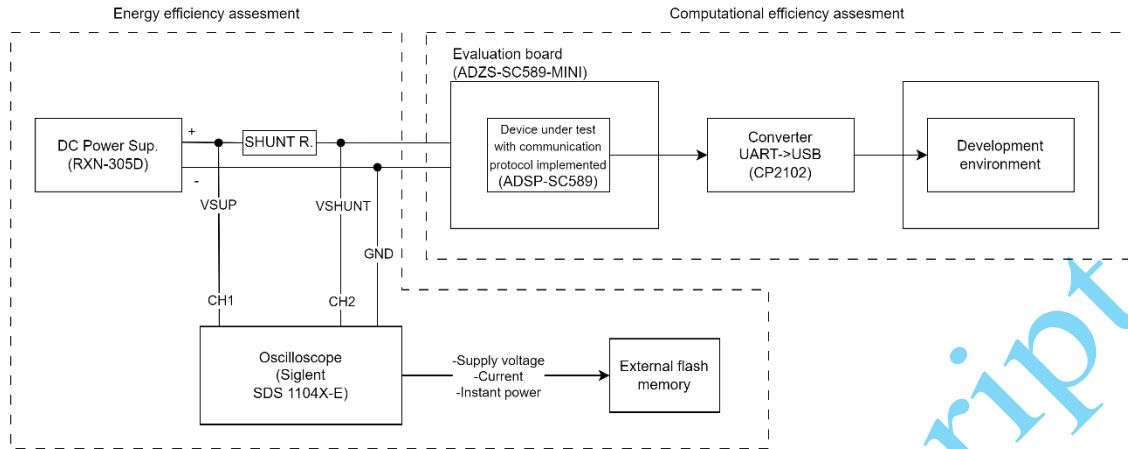 Energy efficiency assesment
Computational efficiency assesment
Evaluation board
(ADZS-SC589-MINI)
DC Power Sup.
(RXN-305D)
+
-
SHUNT R.
Device under test
with communication
protocol implemented
(ADSP-SC589)
Converter
UART->USB
(CP2102)
Development
environment
VSUP
VSHUNT
GND
CH1
CH2
Oscilloscope
(Siglent
SDS 1104X-E)
-Supply voltage
-Current
-Instant power
External flash
memory
ript